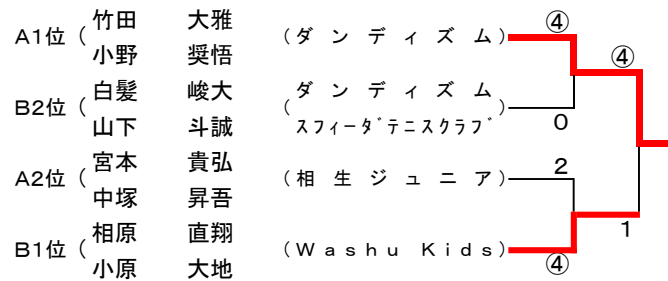 ④
竹田 大雅
A1位 ( (ダンディズム)
小野 奨悟
④
白髪 峻大 ダンディズム
B2位 ( (
山下 斗誠 スフィーダテニスクラブ
0
宮本 貴弘 2
A2位 ( (相生ジュニア)
中塚 昇吾
相原 直翔 1
B1位 ( (Washu Kids)
小原 大地 ④